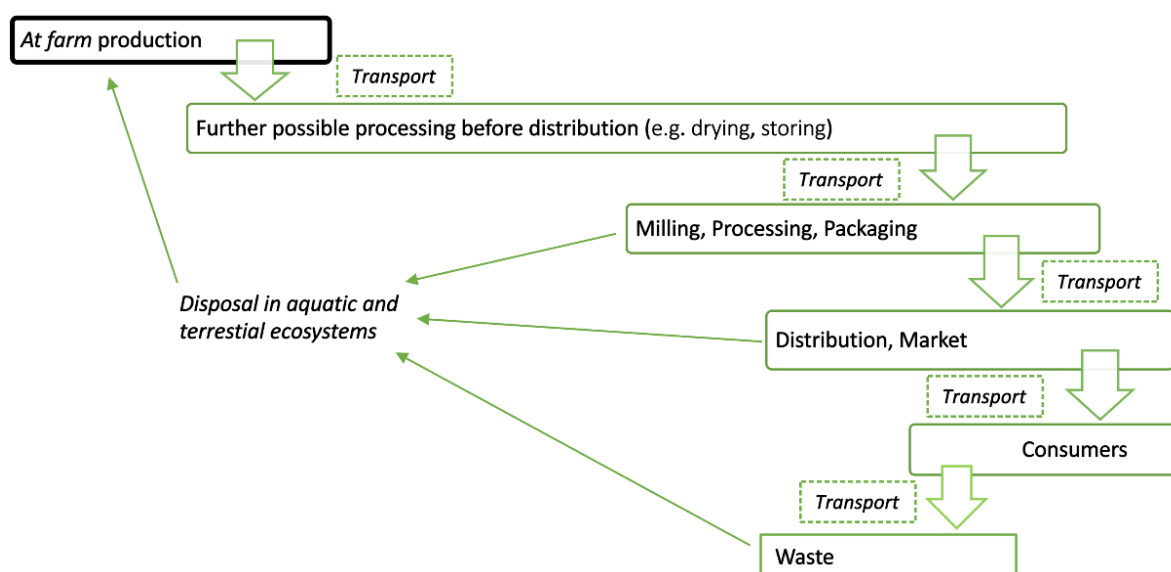 At farm production
Transport
Further possible processing before distribution (e.g. drying, storing)
Transport
Milling, Processing, Packaging
Transport
Disposal in aquatic and
terrestial ecosystems
Distribution, Market
Transport
Consumers
Transport
Waste